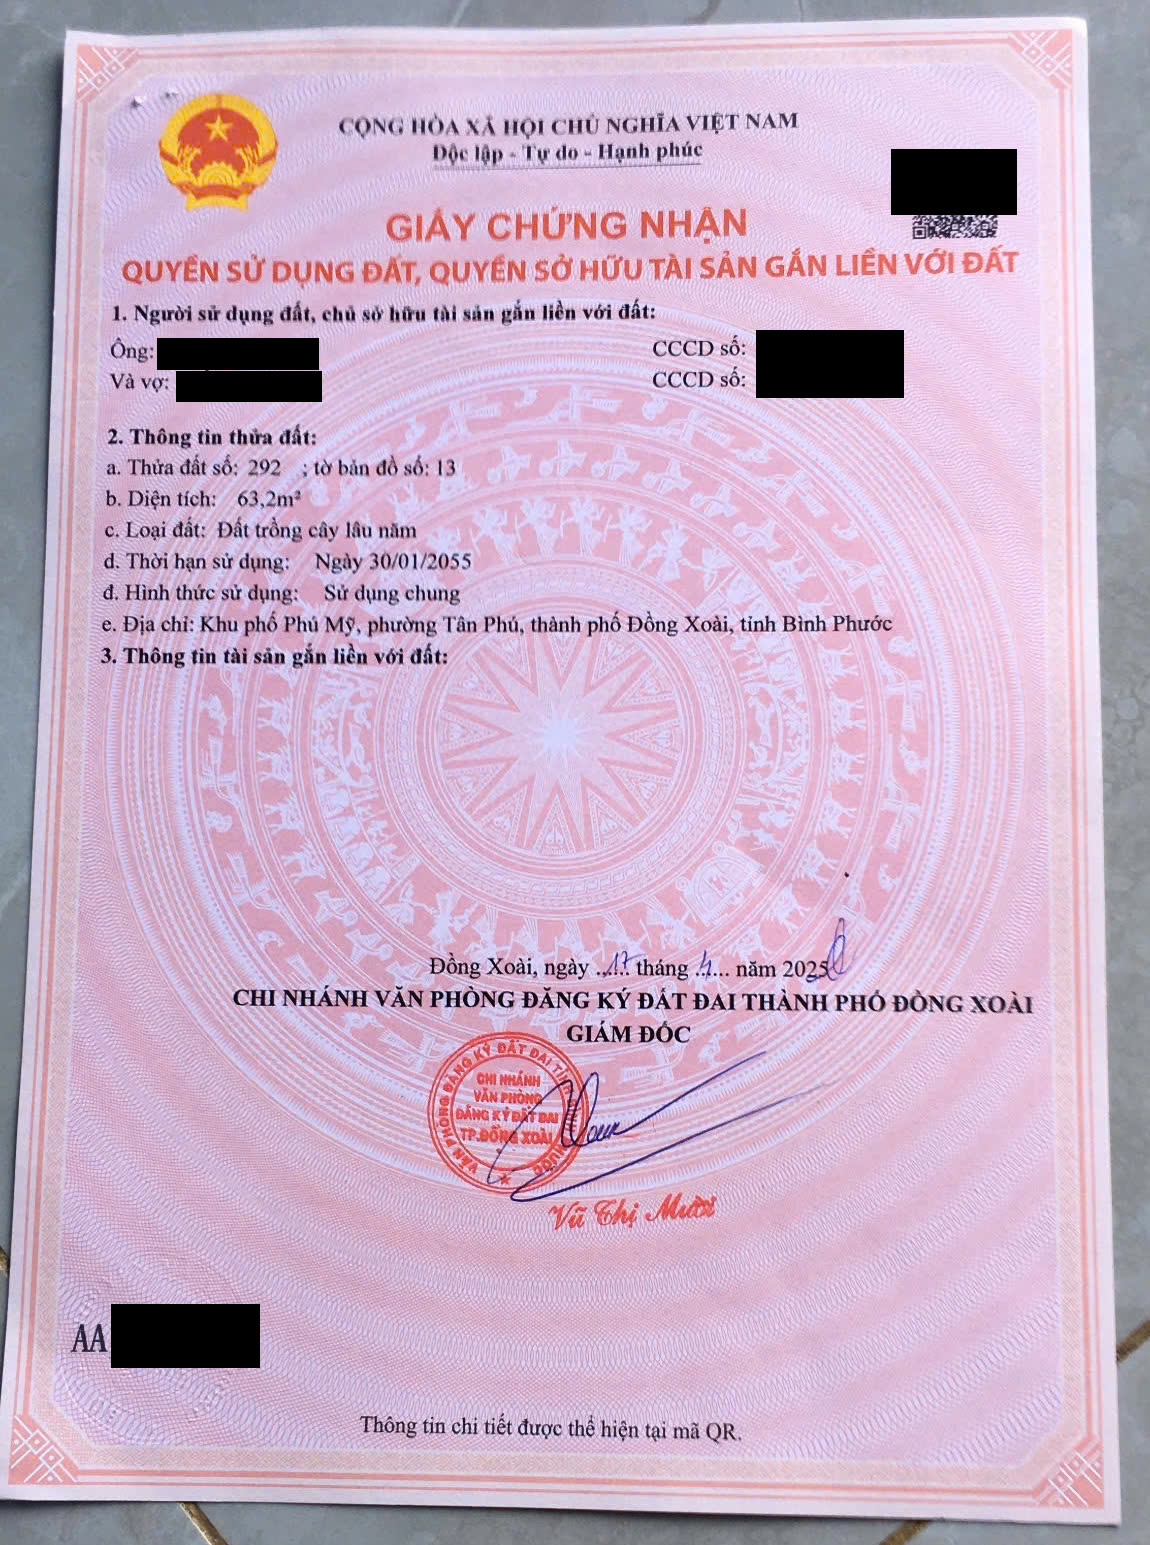 CỘNG HÒA XÃ HỘI CHỦ NGHĨA VIỆT NAM
Độc lập - Tự do - Hạnh phúc
GIẤY CHỨNG NHẬN
QUYỀN SỬ DỤNG ĐẤT, QUYỀN SỞ HỮU TÀI SẢN GẮN LIỀN VỚI ĐẤT
1. Người sử dụng đất, chủ sở hữu tài sản gắn liền với đất:
Ông: CCCD số:
Và vợ: CCCD số:
2. Thông tin thửa đất:
a. Thửa đất số: 292 ; tờ bản đồ số: 13
b. Diện tích: 63,2m²
c. Loại đất: Đất trồng cây lâu năm
d. Thời hạn sử dụng: Ngày 30/01/2055
đ. Hình thức sử dụng: Sử dụng chung
e. Địa chỉ: Khu phố Phú Mỹ, phường Tân Phú, thành phố Đồng Xoài, tỉnh Bình Phước
3. Thông tin tài sản gắn liền với đất:
Đồng Xoài, ngày ..17.. tháng .4... năm 2025
CHI NHÁNH VĂN PHÒNG ĐĂNG KÝ ĐẤT ĐAI THÀNH PHỐ ĐỒNG XOÀI
GIÁM ĐỐC
VĂN PHÒNG ĐĂNG KÝ ĐẤT ĐAI TỈNH
CHI NHÁNH
VĂN PHÒNG
ĐĂNG KÝ ĐẤT ĐAI
TP.ĐỒNG XOÀI
Vũ Thị Mười
AA
Thông tin chi tiết được thể hiện tại mã QR.